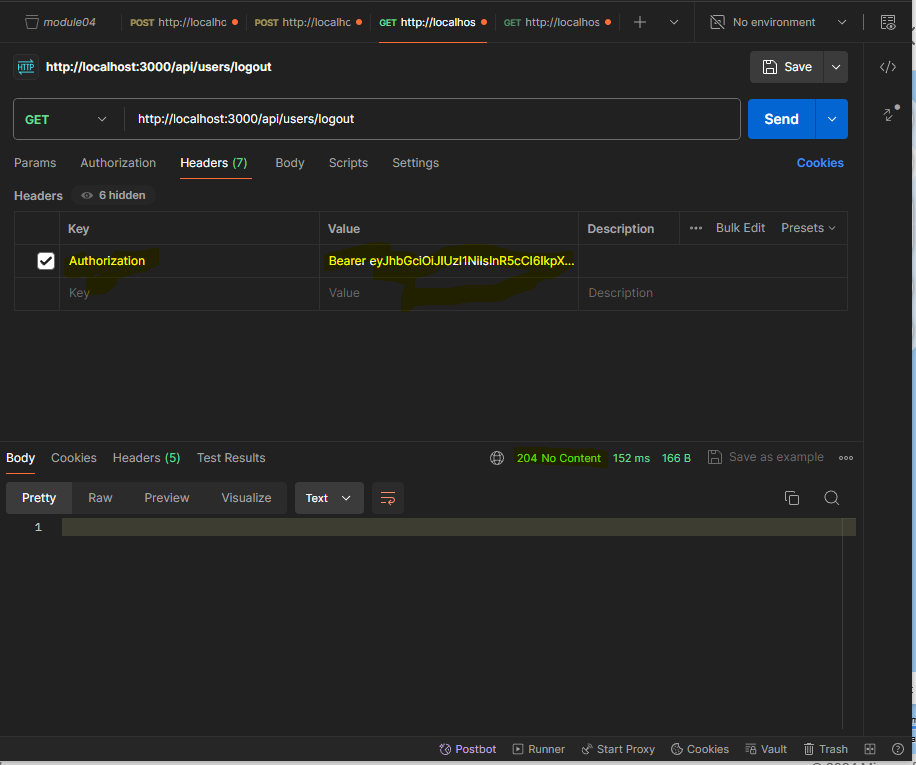 module04 POST http://localhc POST http://localhc GET http://localhos GET http://localhos No environment
HTTP http://localhost:3000/api/users/logout Save
GET http://localhost:3000/api/users/logout Send
Params Authorization Headers (7) Body Scripts Settings Cookies
Headers 6 hidden
Key Value Description Bulk Edit Presets
Authorization Bearer eyJhbGciOiJIUzI1NiIsInR5cCI6IkpX...
Key Value Description
Body Cookies Headers (5) Test Results 204 No Content 152 ms 166 B Save as example
Pretty Raw Preview Visualize Text
1
Postbot Runner Start Proxy Cookies Vault Trash